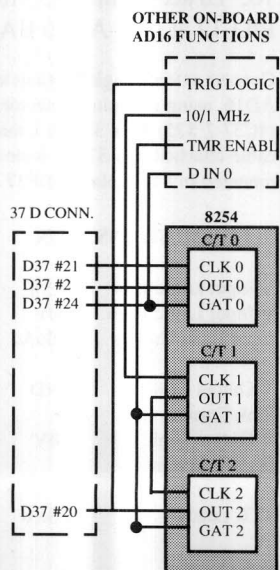 OTHER ON-BOARD
AD16 FUNCTIONS
TRIG LOGIC
10/1 MHz
TMR ENABL
D IN 0
37 D CONN.
8254
C/T 0
D37 #21
CLK 0
D37 #2
OUT 0
D37 #24
GAT 0
C/T 1
CLK 1
OUT 1
GAT 1
C/T 2
CLK 2
D37 #20
OUT 2
GAT 2